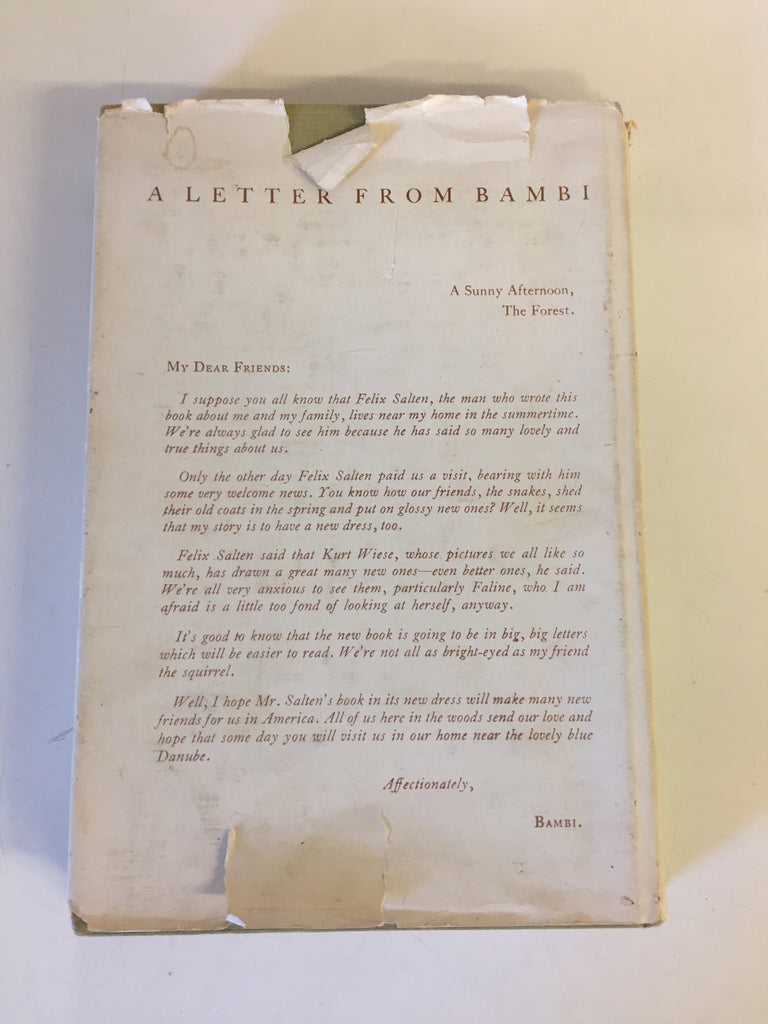 A LETTER FROM BAMBI
A Sunny Afternoon,
The Forest.
My Dear Friends:
I suppose you all know that Felix Salten, the man who wrote this
book about me and my family, lives near my home in the summertime.
We're always glad to see him because he has said so many lovely and
true things about us.
Only the other day Felix Salten paid us a visit, bearing with him
some very welcome news. You know how our friends, the snakes, shed
their old coats in the spring and put on glossy new ones? Well, it seems
that my story is to have a new dress, too.
Felix Salten said that Kurt Wiese, whose pictures we all like so
much, has drawn a great many new ones—even better ones, he said.
We're all very anxious to see them, particularly Faline, who I am
afraid is a little too fond of looking at herself, anyway.
It's good to know that the new book is going to be in big, big letters
which will be easier to read. We're not all as bright-eyed as my friend
the squirrel.
Well, I hope Mr. Salten's book in its new dress will make many new
friends for us in America. All of us here in the woods send our love and
hope that some day you will visit us in our home near the lovely blue
Danube.
Affectionately,
Bambi.